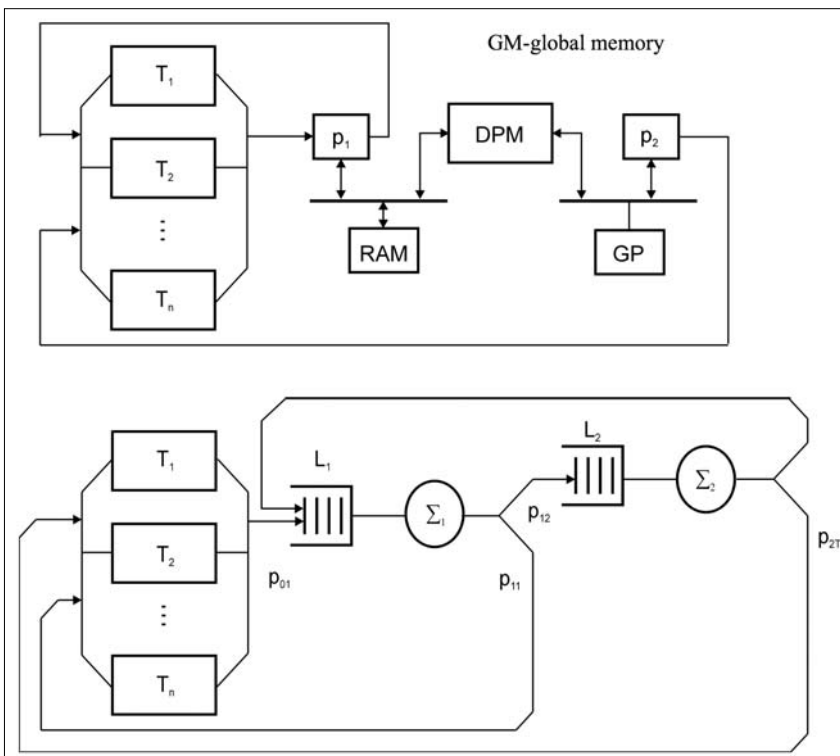 GM-global memory
T₁
T₂
⋮
Tₙ
p₁
DPM
p₂
RAM
GP
T₁
T₂
⋮
Tₙ
L₁
Σ₁
L₂
Σ₂
p₀₁
p₁₁
p₁₂
p₂T